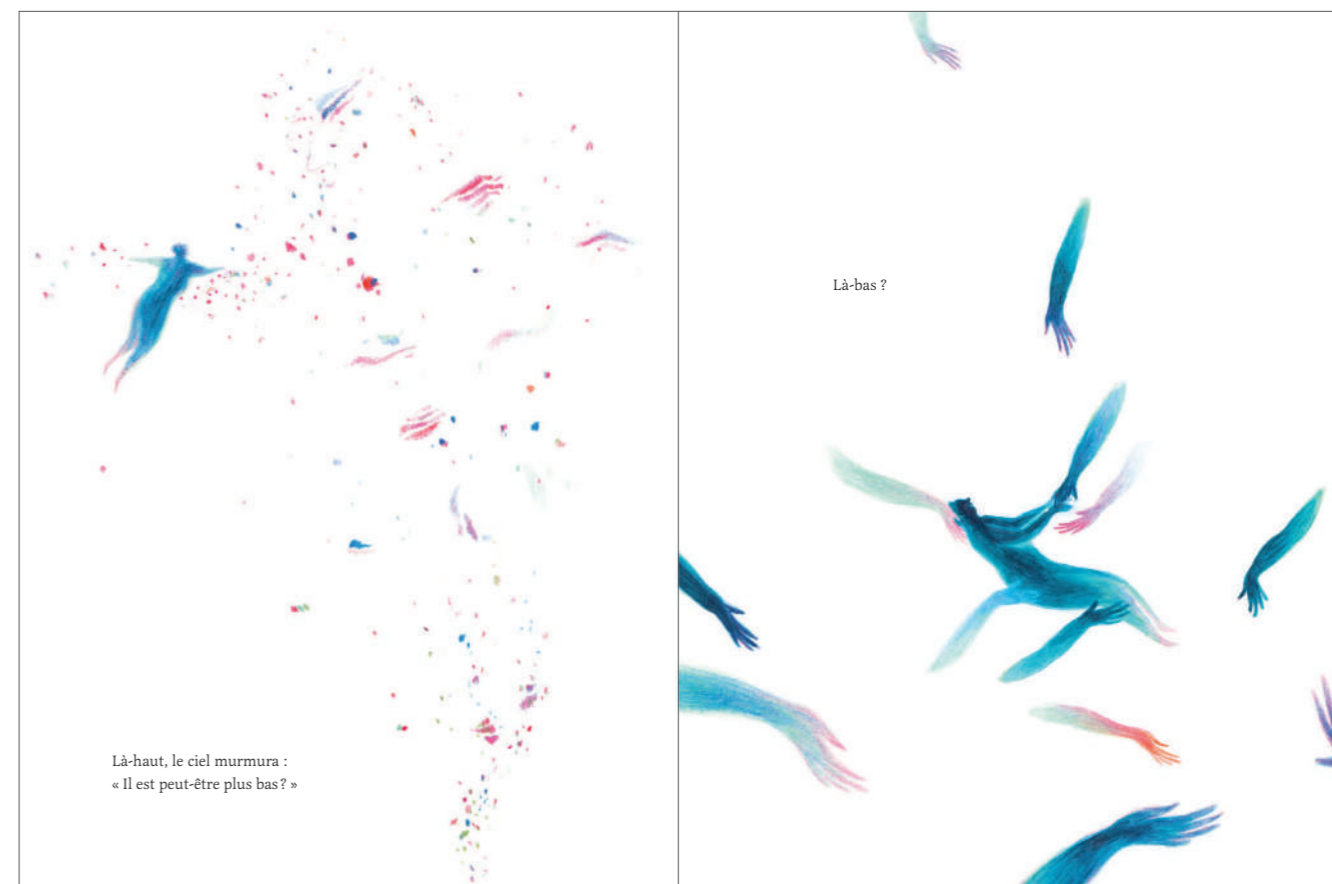 Là-haut, le ciel murmura :
« Il est peut-être plus bas ? »
Là-bas ?